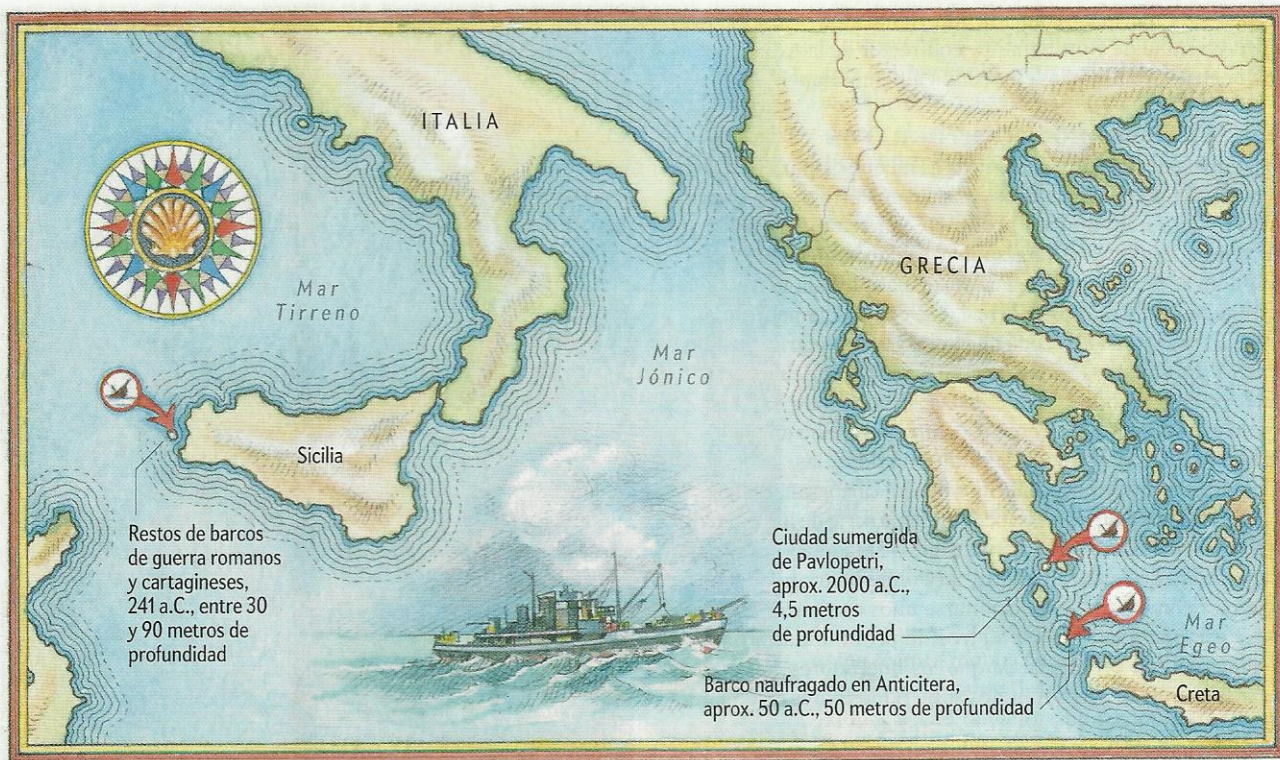 ITALIA
GRECIA
Mar
Tirreno
Mar
Jónico
Sicilia
Restos de barcos
de guerra romanos
y cartagineses,
241 a.C., entre 30
y 90 metros de
profundidad
Ciudad sumergida
de Pavlopetri,
aprox. 2000 a.C.,
4,5 metros
de profundidad
Barco naufragado en Anticitera,
aprox. 50 a.C., 50 metros de profundidad
Mar
Egeo
Creta